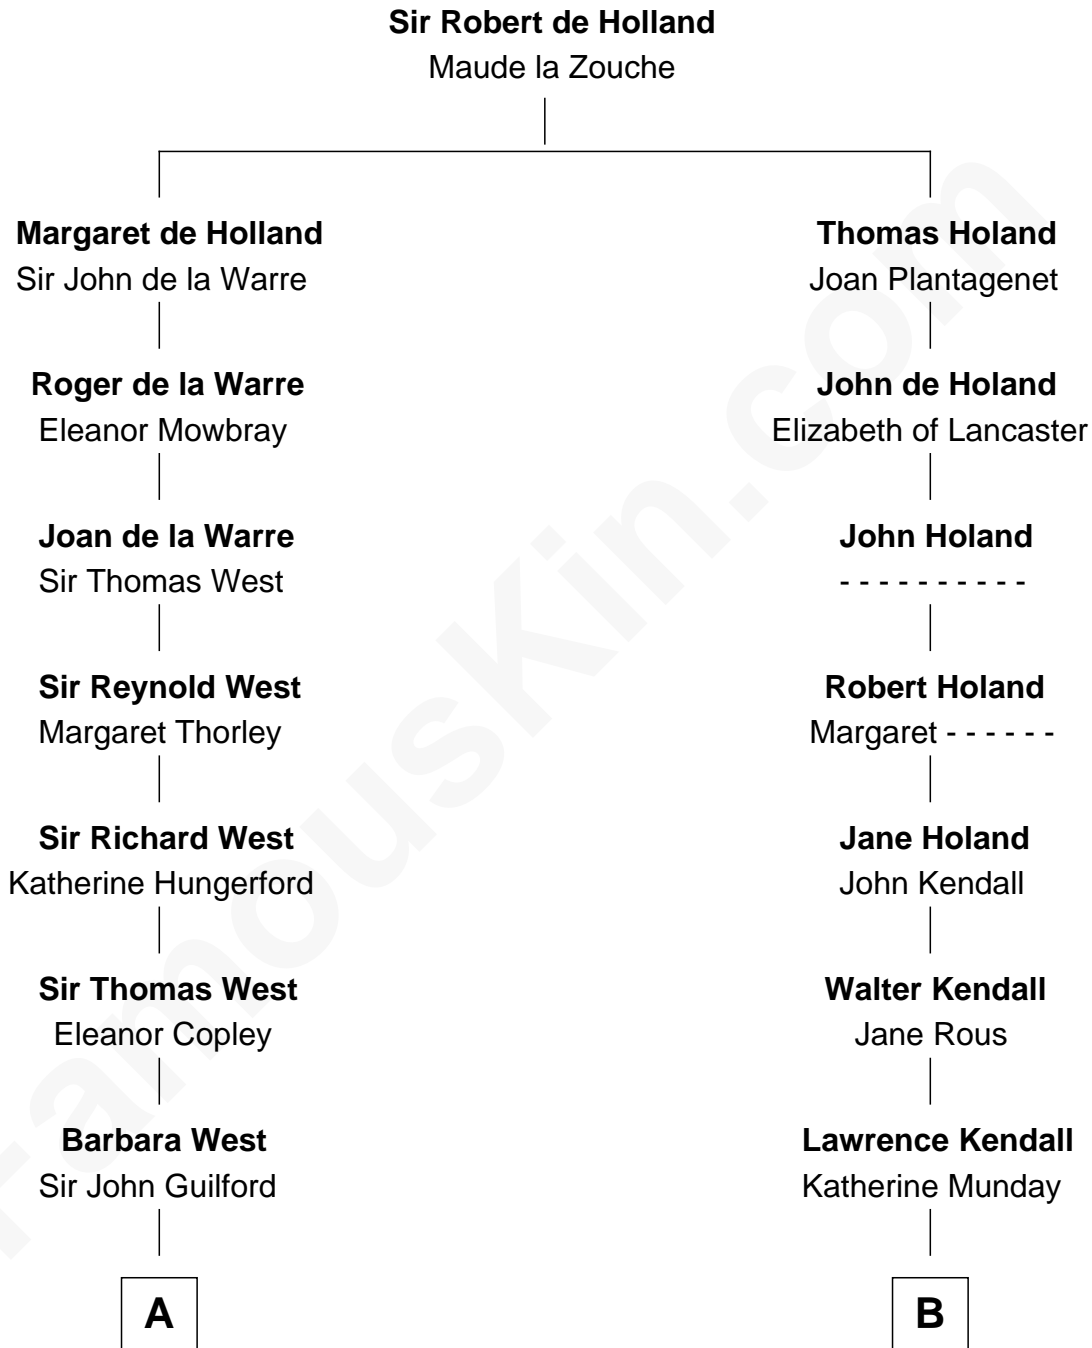 Sir Robert de Holland
Maude la Zouche
Margaret de Holland
Sir John de la Warre
Roger de la Warre
Eleanor Mowbray
Joan de la Warre
Sir Thomas West
Sir Reynold West
Margaret Thorley
Sir Richard West
Katherine Hungerford
Sir Thomas West
Eleanor Copley
Barbara West
Sir John Guilford
A
Thomas Holand
Joan Plantagenet
John de Holand
Elizabeth of Lancaster
John Holand
- - - - - - - - - -
Robert Holand
Margaret - - - - - -
Jane Holand
John Kendall
Walter Kendall
Jane Rous
Lawrence Kendall
Katherine Munday
B
FamousKin.com